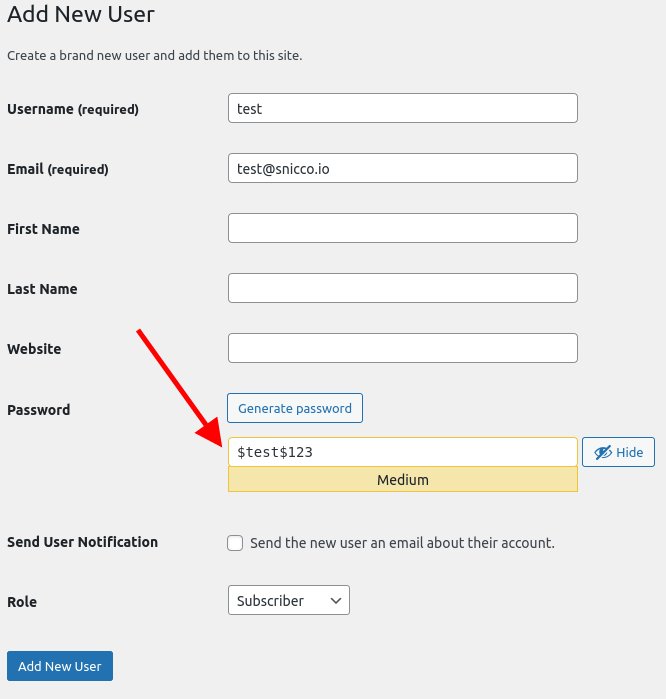 Add New User
Create a brand new user and add them to this site.
Username (required) test
Email (required) test@snicco.io
First Name
Last Name
Website
Password Generate password
$test$123 Hide
Medium
Send User Notification Send the new user an email about their account.
Role Subscriber
Add New User